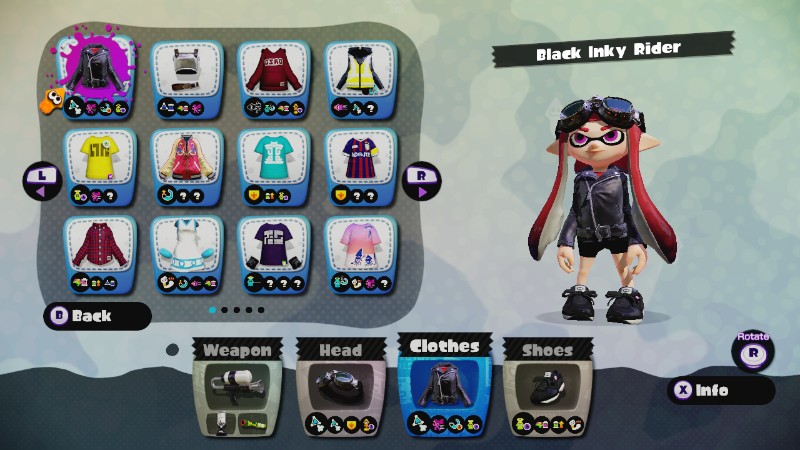 Black Inky Rider
L
R
? 
? ?
? ?
?
? ? ?
?
B Back
Weapon
Head
Clothes
Shoes
Rotate
R
X Info